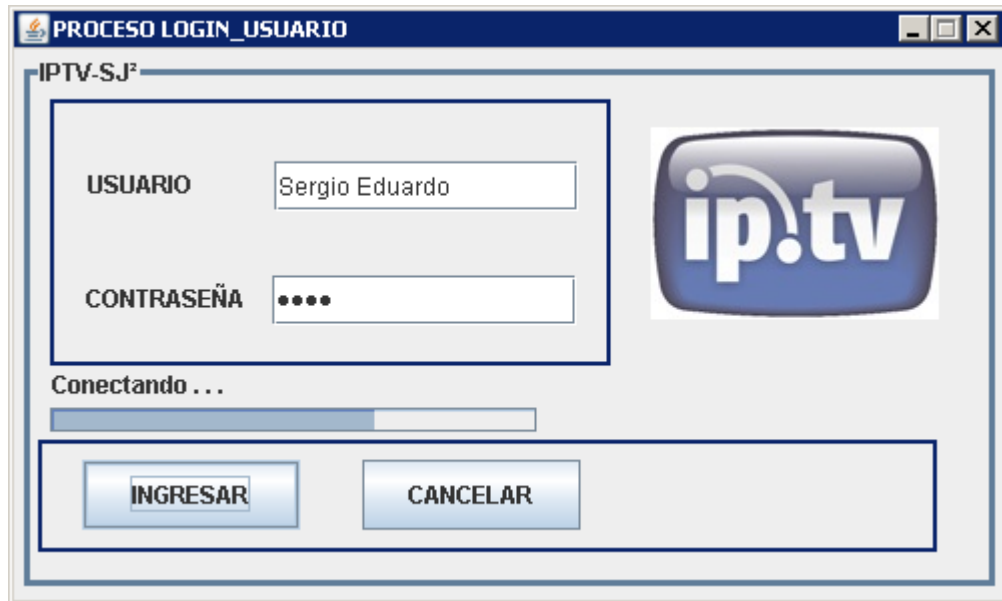 PROCESO LOGIN_USUARIO
IPTV-SJ²
USUARIO
Sergio Eduardo
ip.tv
CONTRASEÑA
••••
Conectando . . .
INGRESAR
CANCELAR